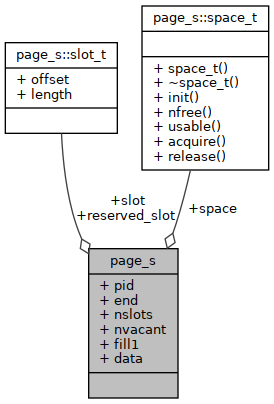 page_s::slot_t
+ offset
+ length
page_s::space_t
+ space_t()
+ ~space_t()
+ init()
+ nfree()
+ usable()
+ acquire()
+ release()
+slot
+reserved_slot
+space
page_s
+ pid
+ end
+ nslots
+ nvacant
+ fill1
+ data